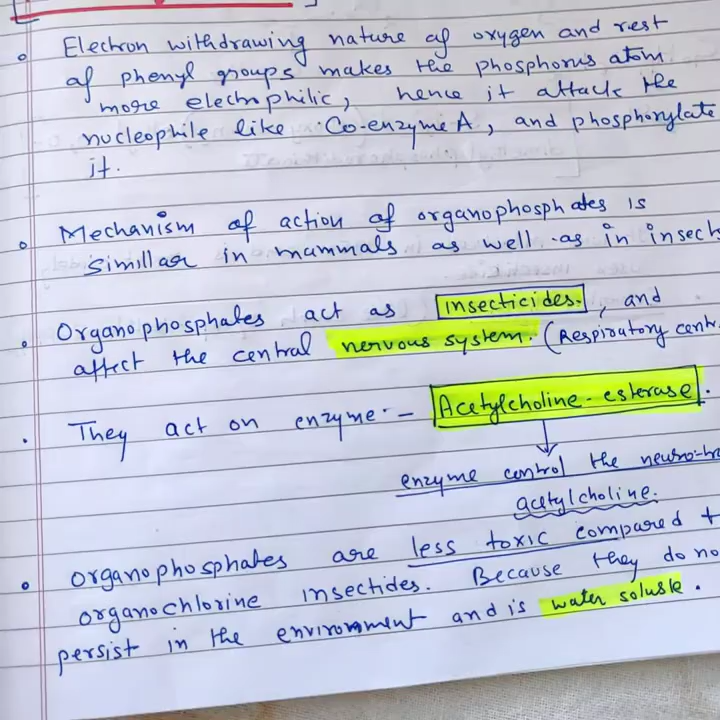 Electron withdrawing nature of oxygen and rest
of phenyl groups makes the phosphorus atom
more electrophilic, hence it attack the
nucleophile like Co-enzyme A, and phosphorylate
it.
Mechanism of action of organophosphates is
simillar in mammals as well as in insect
Organophosphates act as insecticides, and
affect the central nervous system. (Respiratory cent
They act on enzyme - Acetylcholine-esterase.
enzyme control the neuro-tra
acetylcholine.
Organophosphates are less toxic compared t
organochlorine insectides. Because they do no
persist in the environment and is water soluble.